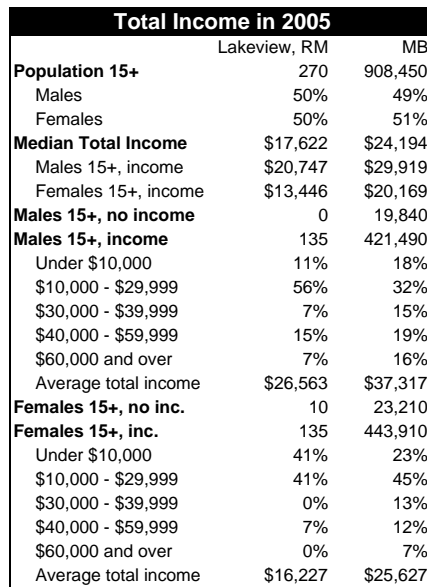 Total Income in 2005
Lakeview, RM MB
Population 15+ 270 908,450
Males 50% 49%
Females 50% 51%
Median Total Income $17,622 $24,194
Males 15+, income $20,747 $29,919
Females 15+, income $13,446 $20,169
Males 15+, no income 0 19,840
Males 15+, income 135 421,490
Under $10,000 11% 18%
$10,000 - $29,999 56% 32%
$30,000 - $39,999 7% 15%
$40,000 - $59,999 15% 19%
$60,000 and over 7% 16%
Average total income $26,563 $37,317
Females 15+, no inc. 10 23,210
Females 15+, inc. 135 443,910
Under $10,000 41% 23%
$10,000 - $29,999 41% 45%
$30,000 - $39,999 0% 13%
$40,000 - $59,999 7% 12%
$60,000 and over 0% 7%
Average total income $16,227 $25,627